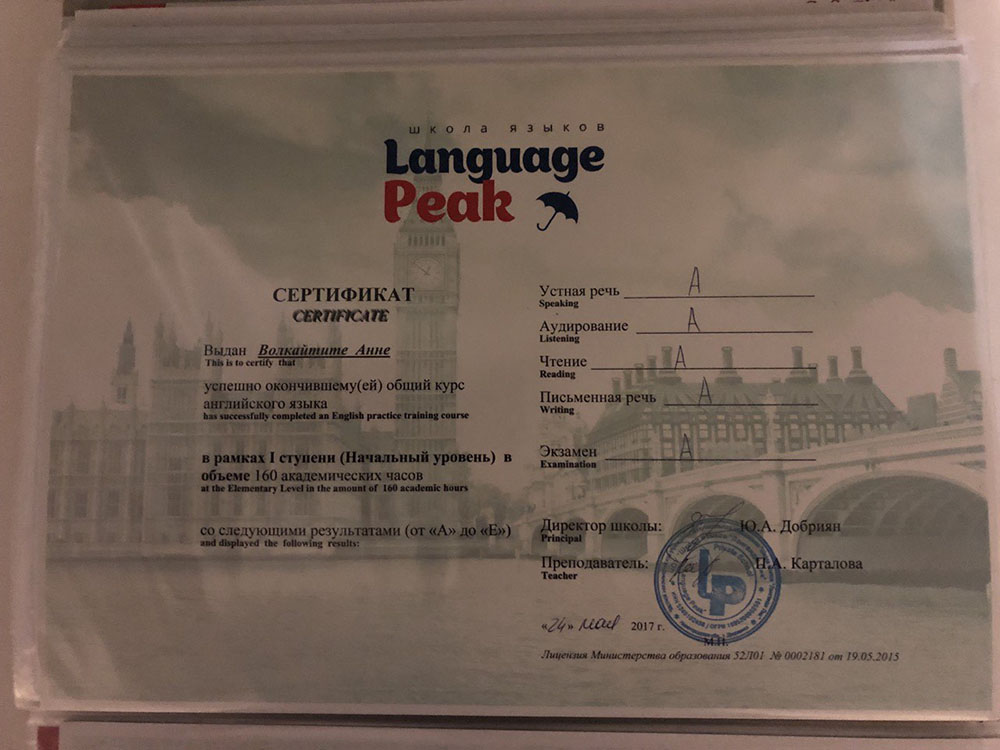 школа языков
Language
Peak
СЕРТИФИКАТ
CERTIFICATE
Выдан Волкайтите Анне
This is to certify that
успешно окончившему(ей) общий курс
английского языка
has successfully completed an English practice training course
в рамках I ступени (Начальный уровень) в
объеме 160 академических часов
at the Elementary Level in the amount of 160 academic hours
со следующими результатами (от «А» до «Е»)
and displayed the following results:
Устная речь A
Speaking
Аудирование A
Listening
Чтение A
Reading
Письменная речь A
Writing
Экзамен A
Examination
Директор школы: Ю.А. Добриян
Principal
Преподаватель: П.А. Карталова
Teacher
LP
«24» мая 2017 г.
М.П.
Лицензия Министерства образования 52Л01 № 0002181 от 19.05.2015